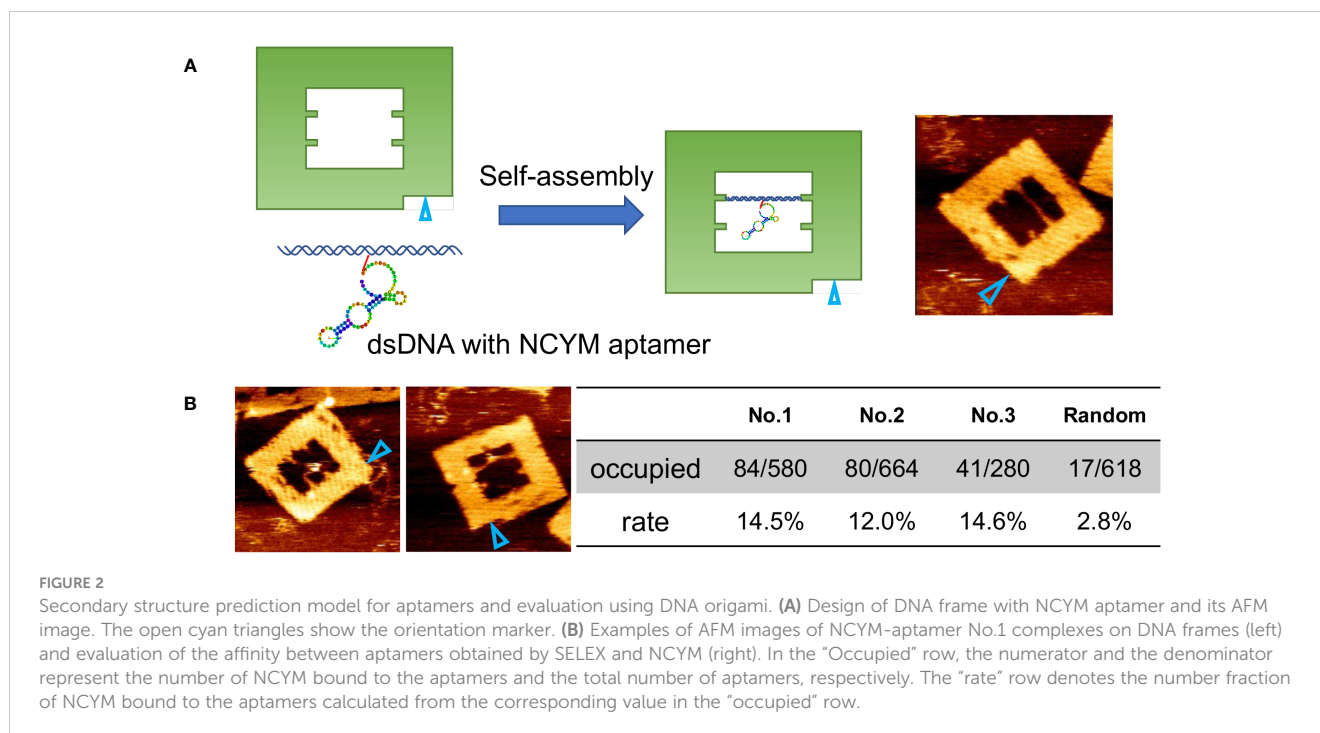 A
Self-assembly
dsDNA with NCYM aptamer
B
No.1 No.2 No.3 Random
occupied 84/580 80/664 41/280 17/618
rate 14.5% 12.0% 14.6% 2.8%
FIGURE 2
Secondary structure prediction model for aptamers and evaluation using DNA origami. (A) Design of DNA frame with NCYM aptamer and its AFM
image. The open cyan triangles show the orientation marker. (B) Examples of AFM images of NCYM-aptamer No.1 complexes on DNA frames (left)
and evaluation of the affinity between aptamers obtained by SELEX and NCYM (right). In the “Occupied” row, the numerator and the denominator
represent the number of NCYM bound to the aptamers and the total number of aptamers, respectively. The “rate” row denotes the number fraction
of NCYM bound to the aptamers calculated from the corresponding value in the “occupied” row.